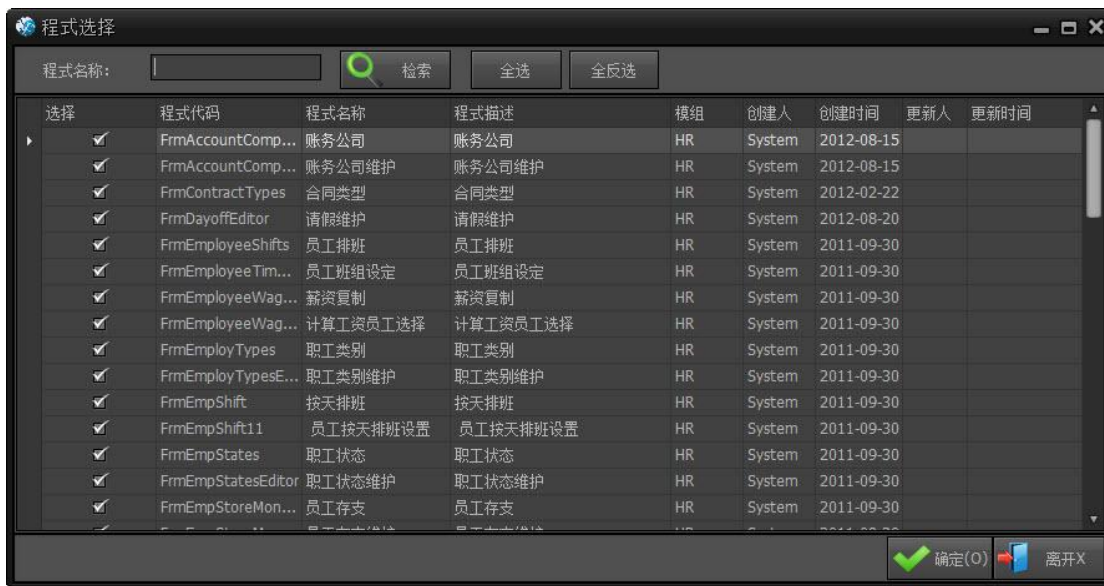 程式选择
程式名称: 检索 全选 全反选
选择 程式代码 程式名称 程式描述 模组 创建人 创建时间 更新人 更新时间
FrmAccountComp... 账务公司 账务公司 HR System 2012-08-15
FrmAccountComp... 账务公司维护 账务公司维护 HR System 2012-08-15
FrmContractTypes 合同类型 合同类型 HR System 2012-02-22
FrmDayoffEditor 请假维护 请假维护 HR System 2012-08-20
FrmEmployeeShifts 员工排班 员工排班 HR System 2011-09-30
FrmEmployeeTim... 员工班组设定 员工班组设定 HR System 2011-09-30
FrmEmployeeWag... 薪资复制 薪资复制 HR System 2011-09-30
FrmEmployeeWag... 计算工资员工选择 计算工资员工选择 HR System 2011-09-30
FrmEmployTypes 职工类别 职工类别 HR System 2011-09-30
FrmEmployTypesE... 职工类别维护 职工类别维护 HR System 2011-09-30
FrmEmpShift 按天排班 按天排班 HR System 2011-09-30
FrmEmpShift11 员工按天排班设置 员工按天排班设置 HR System 2011-09-30
FrmEmpStates 职工状态 职工状态 HR System 2011-09-30
FrmEmpStatesEditor 职工状态维护 职工状态维护 HR System 2011-09-30
FrmEmpStoreMon... 员工存支 员工存支 HR System 2011-09-30
确定(O) 离开X